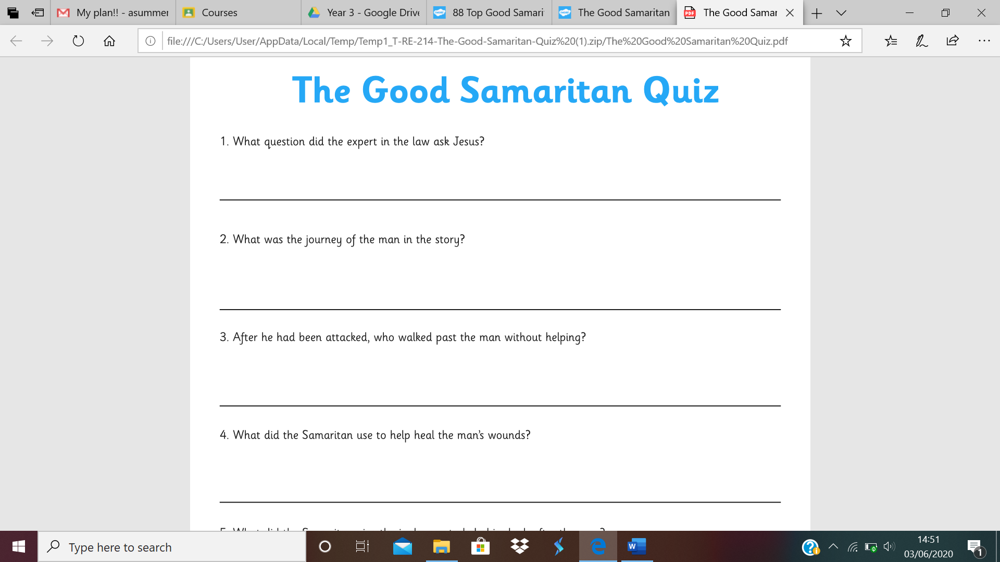 My plan!! - asummer
Courses
Year 3 - Google Drive
88 Top Good Samari
The Good Samaritan
The Good Samar
file:///C:/Users/User/AppData/Local/Temp/Temp1_T-RE-214-The-Good-Samaritan-Quiz%20(1).zip/The%20Good%20Samaritan%20Quiz.pdf
The Good Samaritan Quiz
1. What question did the expert in the law ask Jesus?
2. What was the journey of the man in the story?
3. After he had been attacked, who walked past the man without helping?
4. What did the Samaritan use to help heal the man's wounds?
Type here to search
14:51
03/06/2020
1